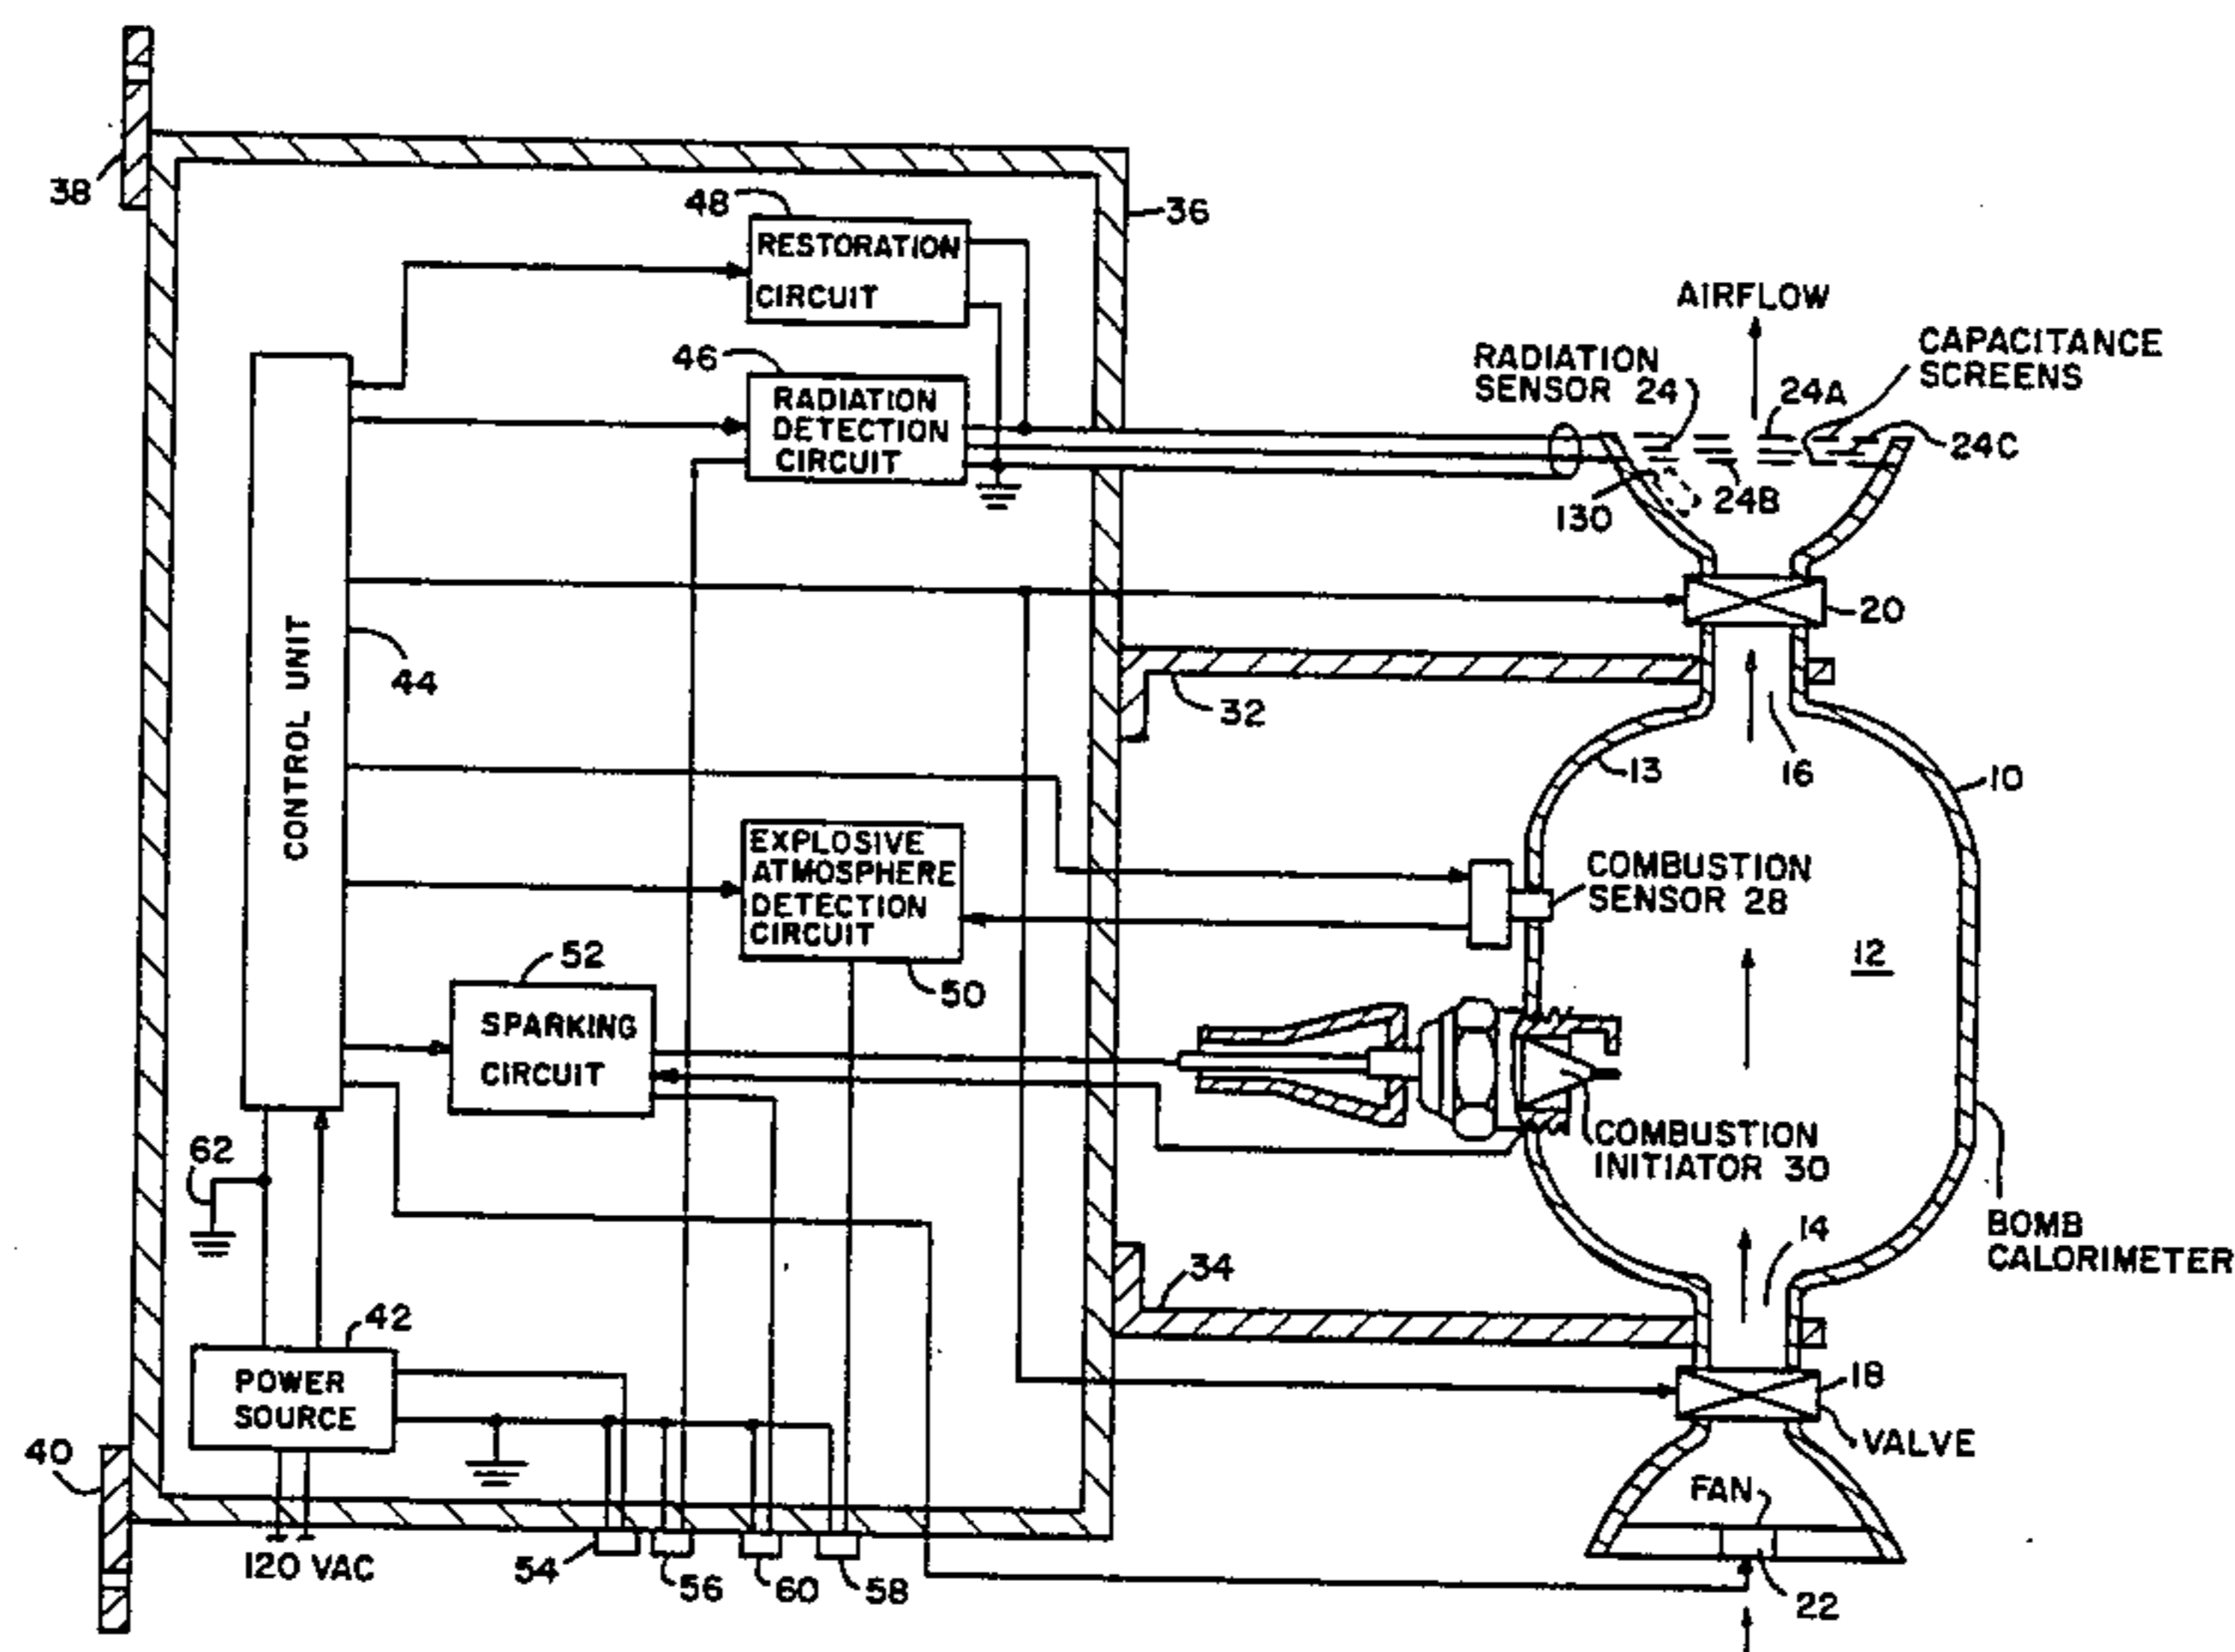 38
48
RESTORATION
CIRCUIT
36
AIRFLOW
46
RADIATION
DETECTION
CIRCUIT
RADIATION
SENSOR 24
24A
CAPACITANCE
SCREENS
24C
24B
130
20
CONTROL UNIT
44
32
13
16
10
EXPLOSIVE
ATMOSPHERE
DETECTION
CIRCUIT
50
COMBUSTION
SENSOR 28
12
52
SPARKING
CIRCUIT
COMBUSTION
INITIATOR 30
62
14
BOMB
CALORIMETER
34
42
POWER
SOURCE
18
VALVE
40
FAN
120 VAC
54
56
60
58
22